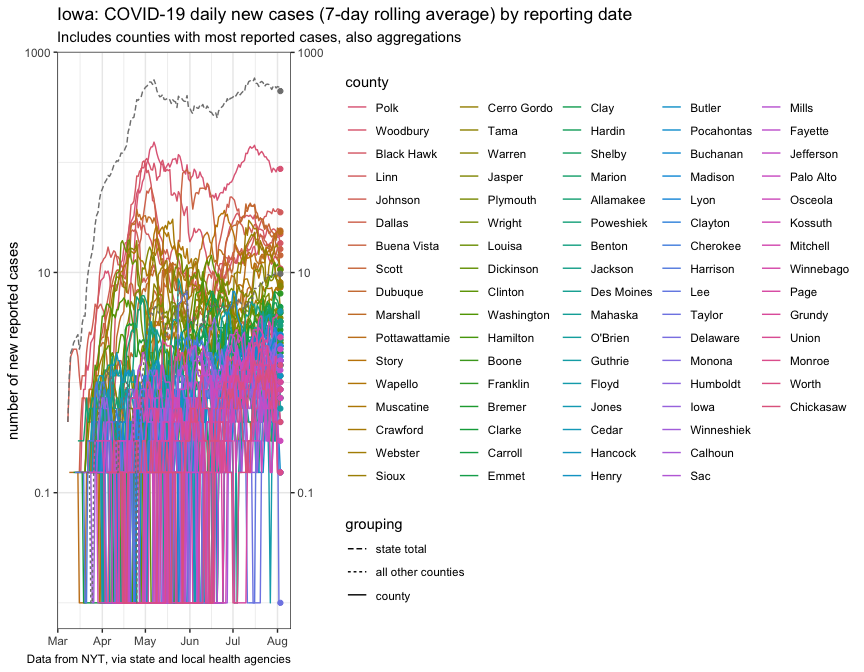 Iowa: COVID-19 daily new cases (7-day rolling average) by reporting date
Includes counties with most reported cases, also aggregations
number of new reported cases
1000
10
0.1
1000
10
0.1
Mar Apr May Jun Jul Aug
Data from NYT, via state and local health agencies
county
Polk Cerro Gordo Clay Butler Mills
Woodbury Tama Hardin Pocahontas Fayette
Black Hawk Warren Shelby Buchanan Jefferson
Linn Jasper Marion Madison Palo Alto
Johnson Plymouth Allamakee Lyon Osceola
Dallas Wright Poweshiek Clayton Kossuth
Buena Vista Louisa Benton Cherokee Mitchell
Scott Dickinson Jackson Harrison Winnebago
Dubuque Clinton Des Moines Lee Page
Marshall Washington Mahaska Taylor Grundy
Pottawattamie Hamilton O'Brien Delaware Union
Story Boone Guthrie Monona Monroe
Wapello Franklin Floyd Humboldt Worth
Muscatine Bremer Jones Iowa Chickasaw
Crawford Clarke Cedar Winneshiek
Webster Carroll Hancock Calhoun
Sioux Emmet Henry Sac
grouping
state total
all other counties
county